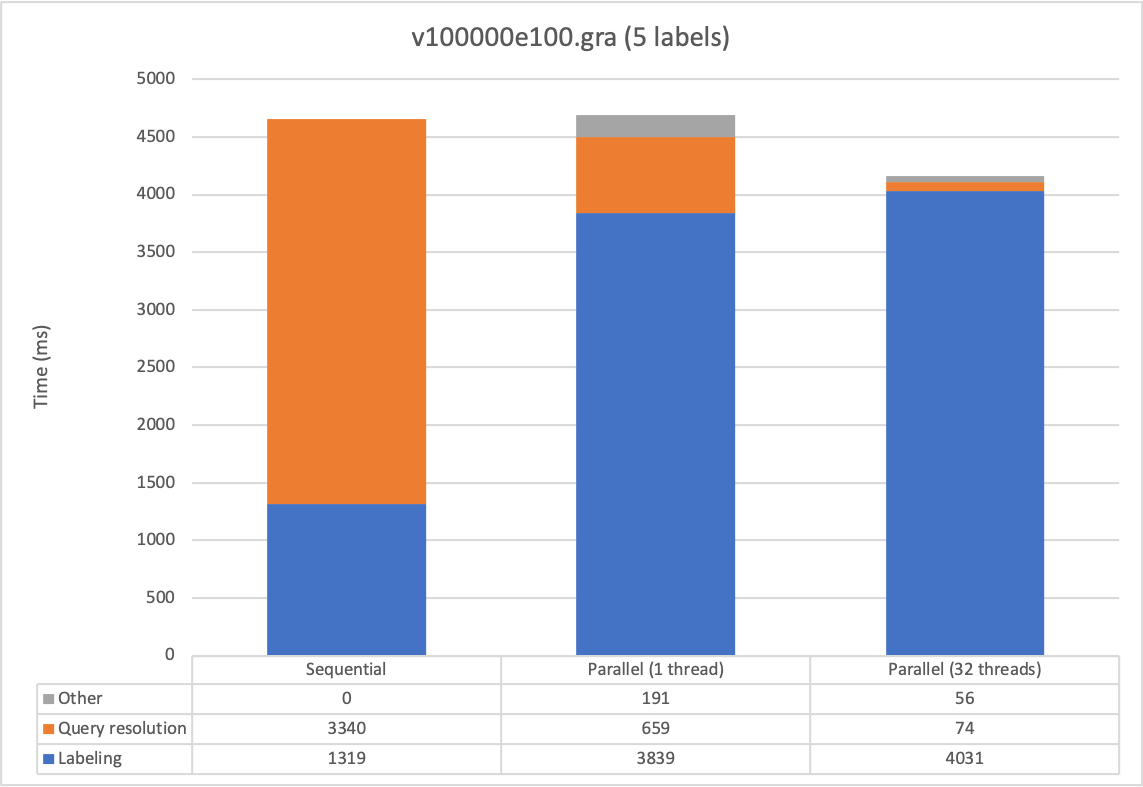 v100000e100.gra (5 labels)
5000
4500
4000
3500
3000
2500
2000
1500
1000
500
0
Time (ms)
Sequential Parallel (1 thread) Parallel (32 threads)
Other 0 191 56
Query resolution 3340 659 74
Labeling 1319 3839 4031